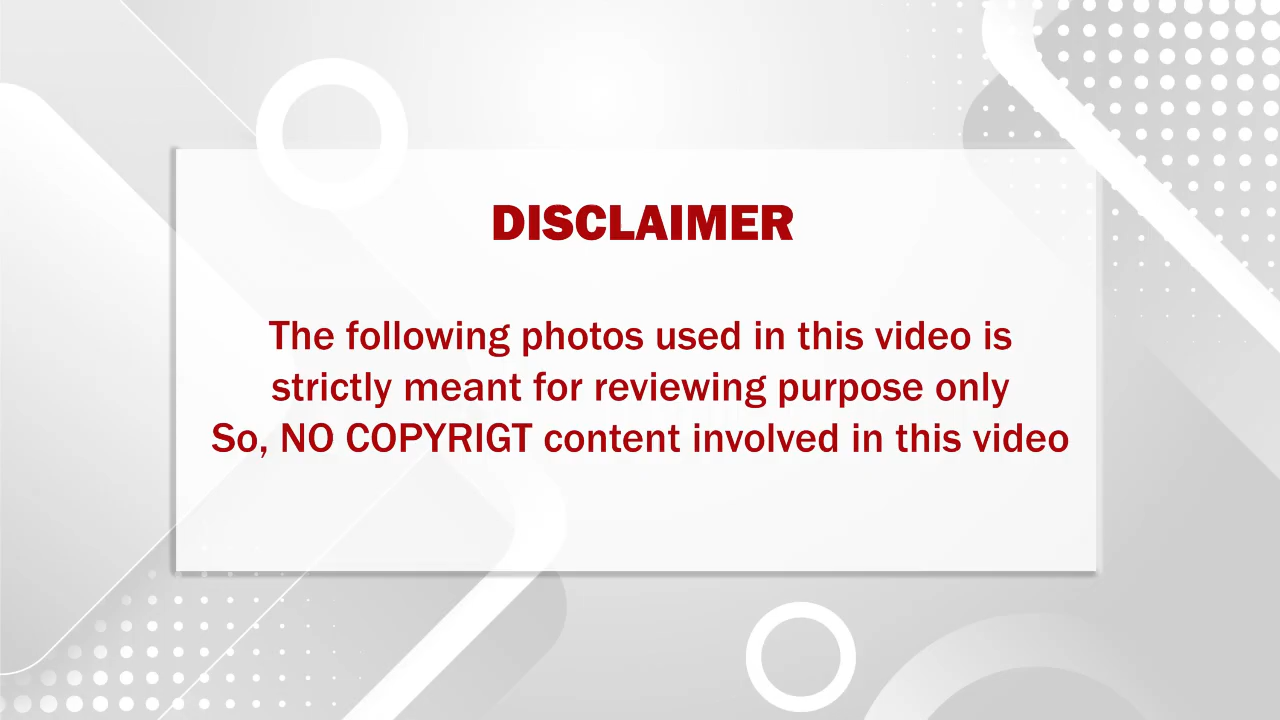 DISCLAIMER
The following photos used in this video is
strictly meant for reviewing purpose only
So, NO COPYRIGT content involved in this video